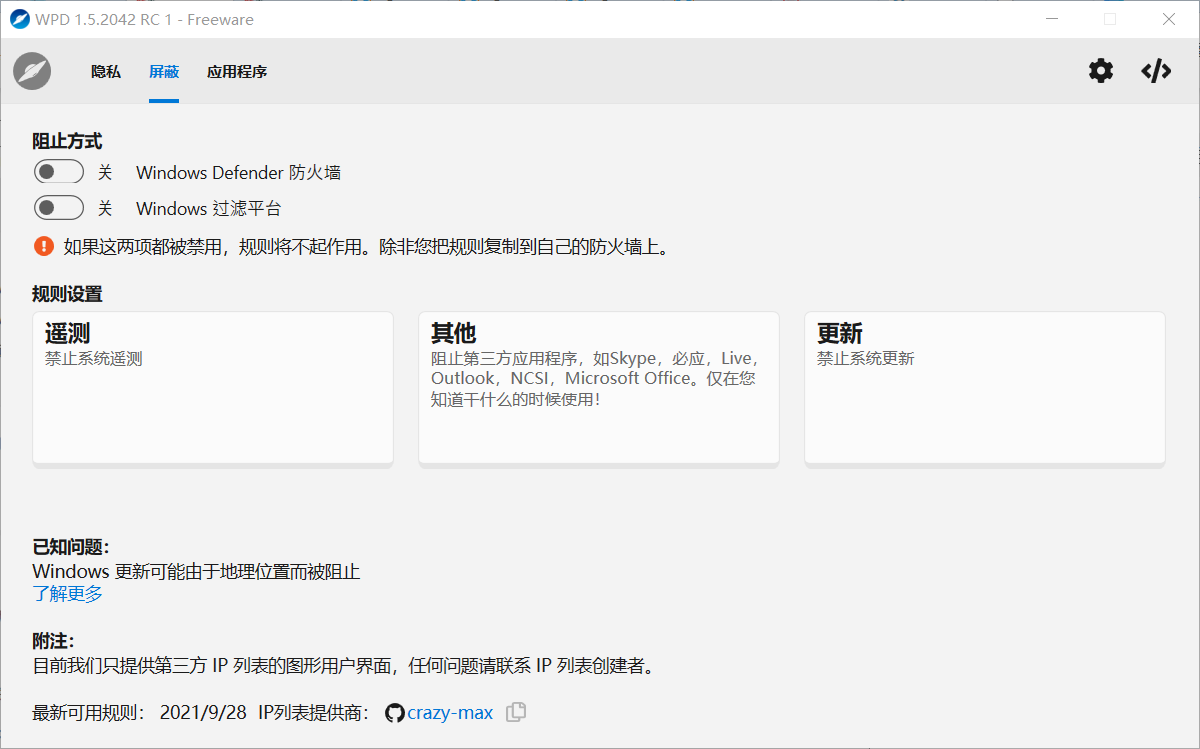 WPD 1.5.2042 RC 1 - Freeware
隐私 屏蔽 应用程序
阻止方式
关 Windows Defender 防火墙
关 Windows 过滤平台
如果这两项都被禁用，规则将不起作用。除非您把规则复制到自己的防火墙上。
规则设置
遥测
禁止系统遥测
其他
阻止第三方应用程序，如Skype，必应，Live，
Outlook，NCSI，Microsoft Office。仅在您
知道干什么的时候使用！
更新
禁止系统更新
已知问题：
Windows 更新可能由于地理位置而被阻止
了解更多
附注：
目前我们只提供第三方 IP 列表的图形用户界面，任何问题请联系 IP 列表创建者。
最新可用规则： 2021/9/28 IP列表提供商： crazy-max